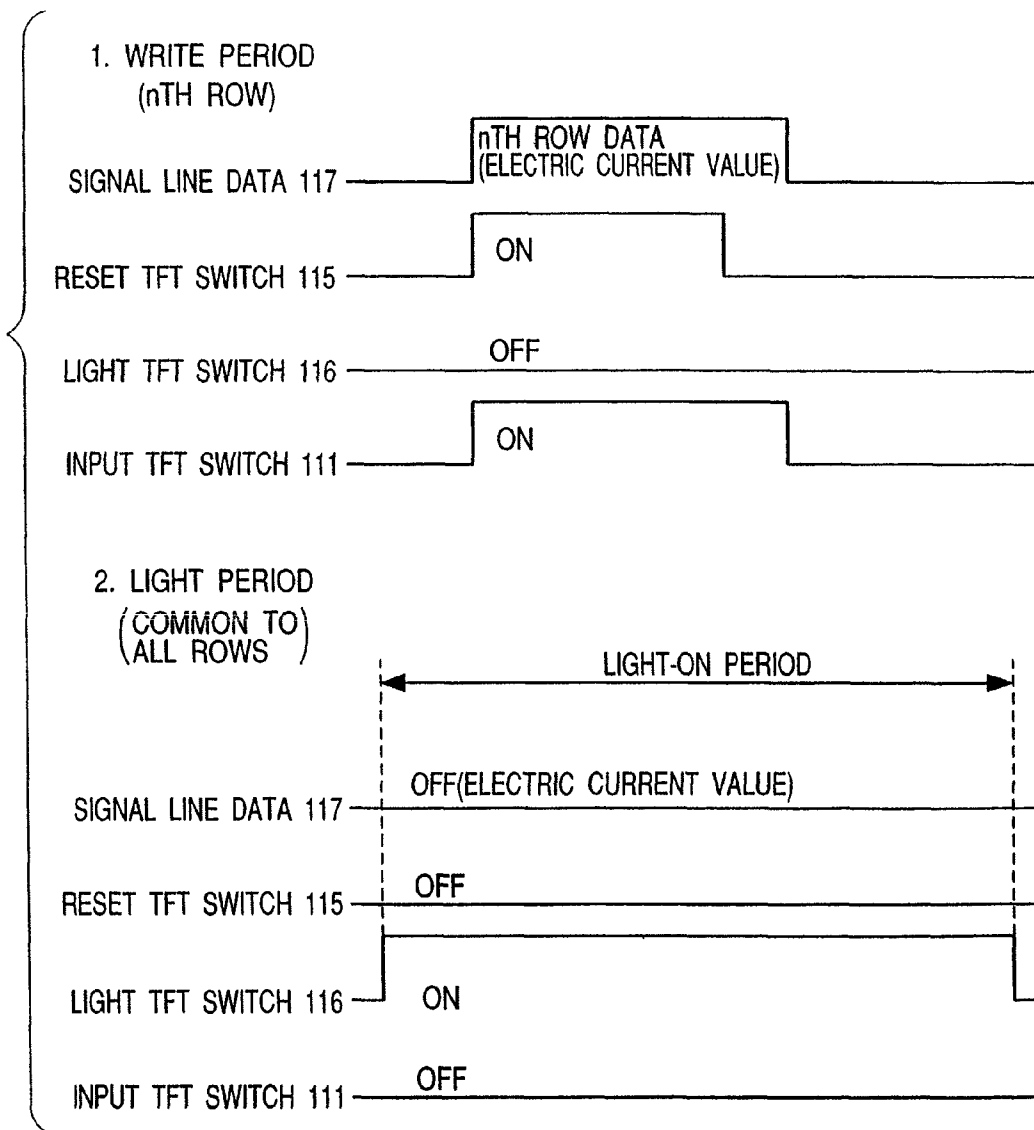 1. WRITE PERIOD
(nTH ROW)
nTH ROW DATA
(ELECTRIC CURRENT VALUE)
SIGNAL LINE DATA 117
ON
RESET TFT SWITCH 115
OFF
LIGHT TFT SWITCH 116
ON
INPUT TFT SWITCH 111
2. LIGHT PERIOD
(COMMON TO
ALL ROWS)
LIGHT-ON PERIOD
OFF(ELECTRIC CURRENT VALUE)
SIGNAL LINE DATA 117
OFF
RESET TFT SWITCH 115
LIGHT TFT SWITCH 116
ON
OFF
INPUT TFT SWITCH 111